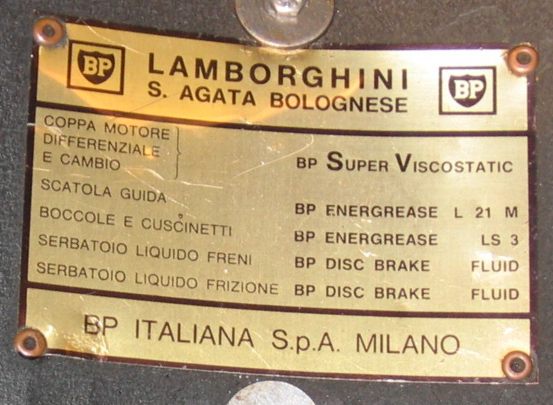 BP LAMBORGHINI BP
S. AGATA BOLOGNESE
COPPA MOTORE
DIFFERENZIALE
E CAMBIO BP SUPER VISCOSTATIC
SCATOLA GUIDA BP ENERGREASE L 21 M
BOCCOLE E CUSCINETTI BP ENERGREASE LS 3
SERBATOIO LIQUIDO FRENI BP DISC BRAKE FLUID
SERBATOIO LIQUIDO FRIZIONE BP DISC BRAKE FLUID
BP ITALIANA S.p.A. MILANO